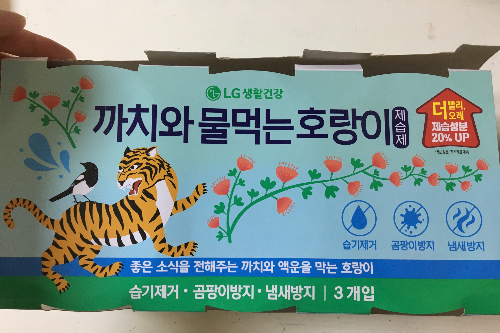 LG 생활건강
까치와 물먹는 호랑이 제습제
더 빨리, 오래
제습성분
20% UP
습기제거 곰팡이방지 냄새방지
좋은 소식을 전해주는 까치와 액운을 막는 호랑이
습기제거 · 곰팡이방지 · 냄새방지 | 3 개입